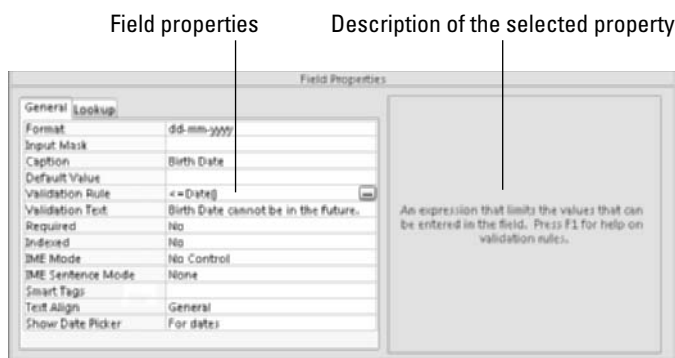 Field properties Description of the selected property
Field Properties
General Lookup
Format dd-mm-yyyy
Input Mask
Caption Birth Date
Default Value
Validation Rule <=Date()
Validation Text Birth Date cannot be in the future.
Required No
Indexed No
IME Mode No Control
IME Sentence Mode None
Smart Tags
Text Align General
Show Date Picker For dates
An expression that limits the values that can
be entered in the field. Press F1 for help on
validation rules.